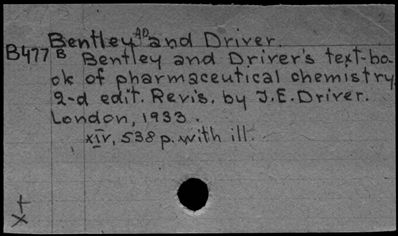 Bentley AD and Driver.
B477 B Bentley and Driver's text-bo
ok of pharmaceutical chemistry
2-d edit. Revis. by J.E. Driver.
London, 1933.
XIV, 538 p. with ill.